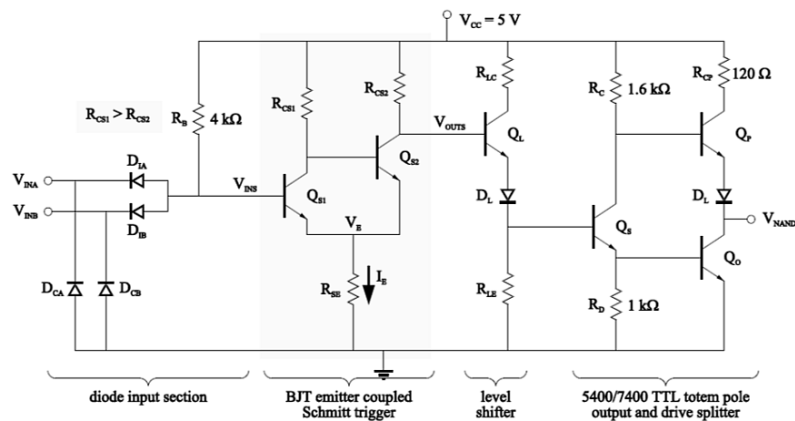 V_CC = 5 V
R_CS1 > R_CS2
R_B
4 kΩ
R_CS1
R_CS2
R_LC
R_C
1.6 kΩ
R_CP
120 Ω
V_OUTS
Q_L
Q_P
D_IA
V_INA
V_INB
D_IB
V_INS
Q_S1
Q_S2
D_L
D_L
V_NAND
Q_S
V_E
I_E
Q_O
D_CA
D_CB
R_SE
R_LE
R_D
1 kΩ
diode input section
BJT emitter coupled
Schmitt trigger
level
shifter
5400/7400 TTL totem pole
output and drive splitter